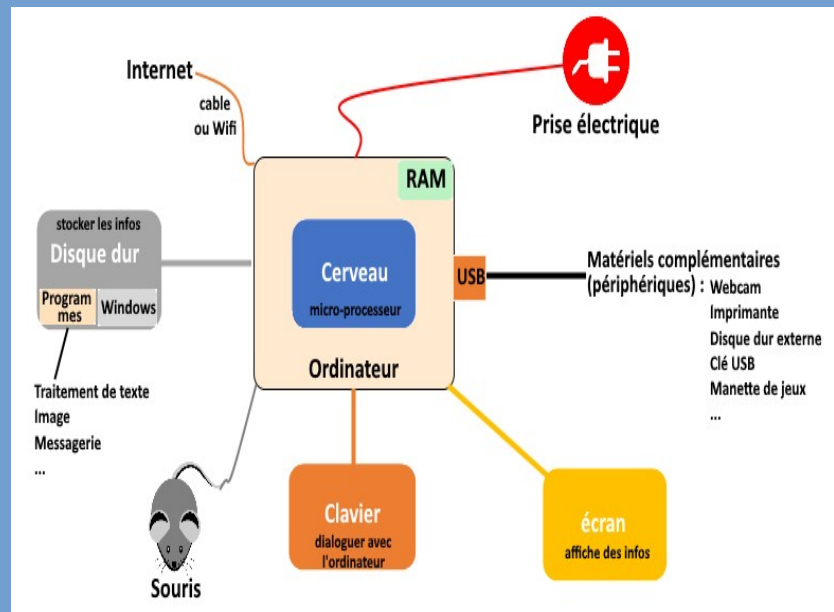 Internet
cable
ou Wifi
Prise électrique
RAM
stocker les infos
Disque dur
Program
mes
Windows
Cerveau
micro-processeur
USB
Ordinateur
Matériels complémentaires
(périphériques) : Webcam
Imprimante
Disque dur externe
Clé USB
Manette de jeux
...
Traitement de texte
Image
Messagerie
...
Souris
Clavier
dialoguer avec
l'ordinateur
écran
affiche des infos